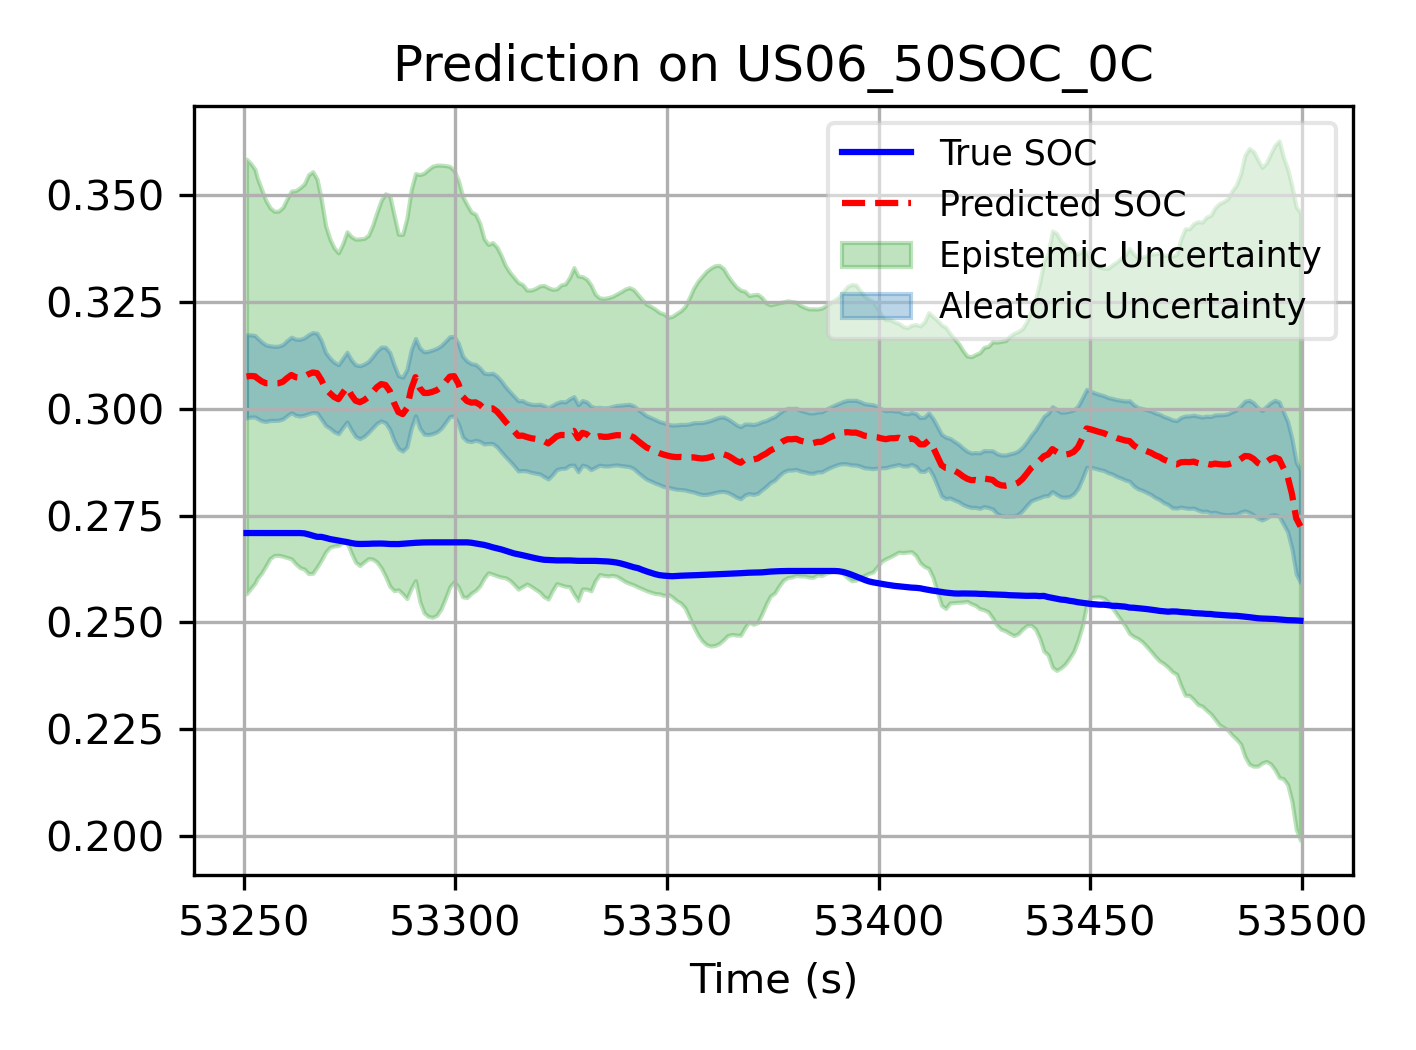 Prediction on US06_50SOC_0C
True SOC
Predicted SOC
Epistemic Uncertainty
Aleatoric Uncertainty
0.350
0.325
0.300
0.275
0.250
0.225
0.200
53250 53300 53350 53400 53450 53500
Time (s)